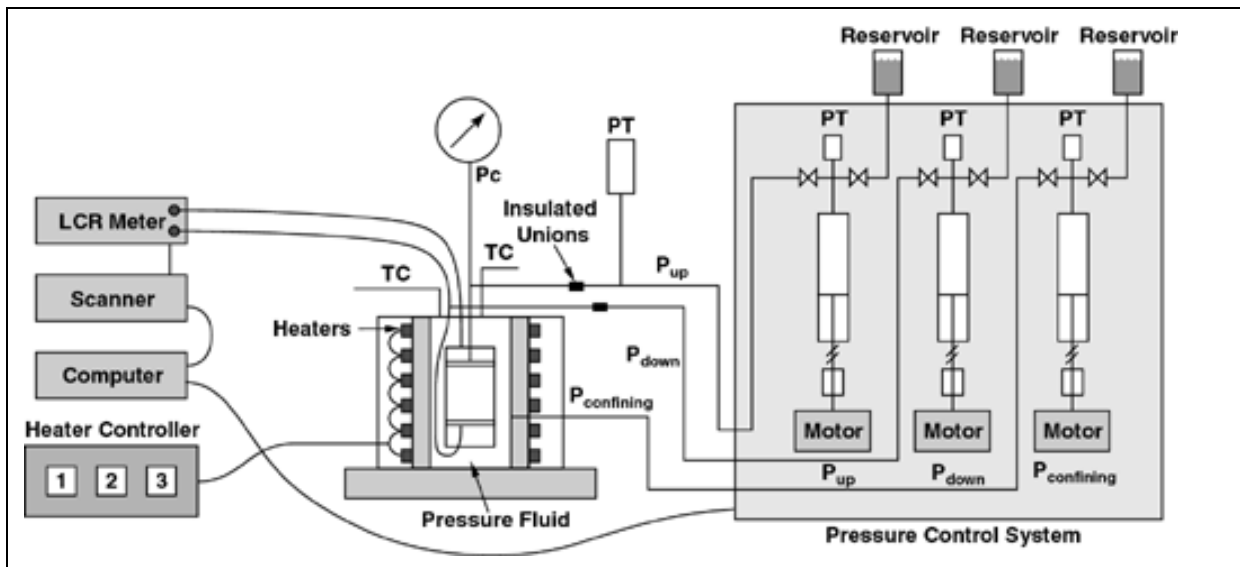 Reservoir
Reservoir
Reservoir
PT
PT
PT
PT
Pc
LCR Meter
Insulated
Unions
TC
TC
Pup
Scanner
Heaters
Computer
Pdown
Pconfining
Heater Controller
1 2 3
Motor
Motor
Motor
Pup
Pdown
Pconfining
Pressure Fluid
Pressure Control System